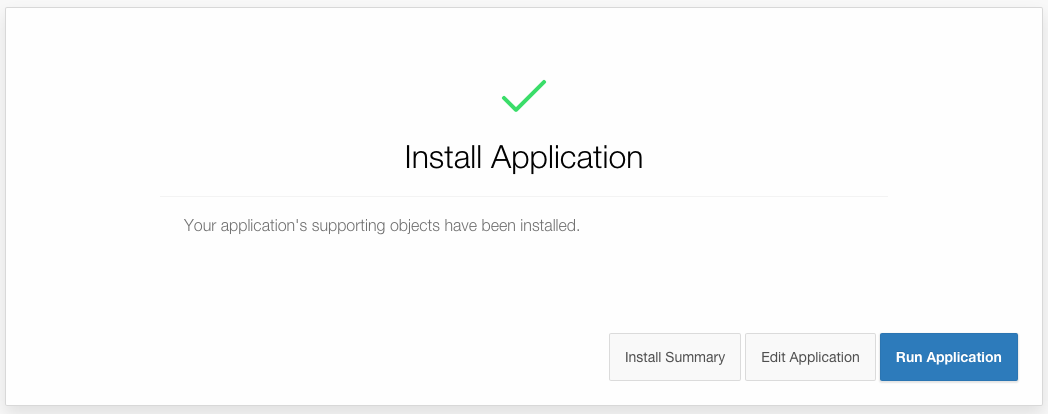 Install Application
Your application's supporting objects have been installed.
Install Summary
Edit Application
Run Application